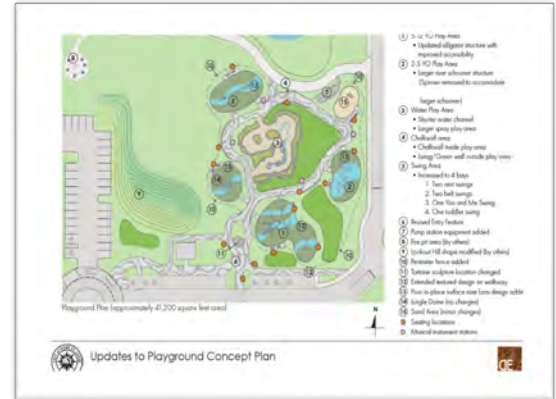 ① 5-12 YO Play Area
• Updated alligator structure with
improved accessibility
② 2-5 YO Play Area
• Larger river schooner structure
(Spinner removed to accomodate
larger schooner)
③ Water Play Area
• Shorter water channel
• Larger spray play area
④ Chalkwall area
• Chalkwall inside play area
• Living/Green wall outside play area
⑤ Swing Area
• Increased to 4 bays
1. Two nest swings
2. Two belt swings
3. One You and Me Swing
4. One toddler swing
⑥ Revised Entry Feature
⑦ Pump station equipment added
⑧ Fire pit area (by others)
⑨ Lookout Hill shape modified (by others)
⑩ Perimeter fence added
⑪ Tortoise sculpture location changed
⑫ Extended textured design on walkway
⑬ Pour-in-place surface river form design
⑭ Jungle Dome (no changes)
⑮ Sand Area (minor changes)
Seating locations
Musical instrument stations
Playground Plan (approximately 41,200 square feet area)
N
Updates to Playground Concept Plan